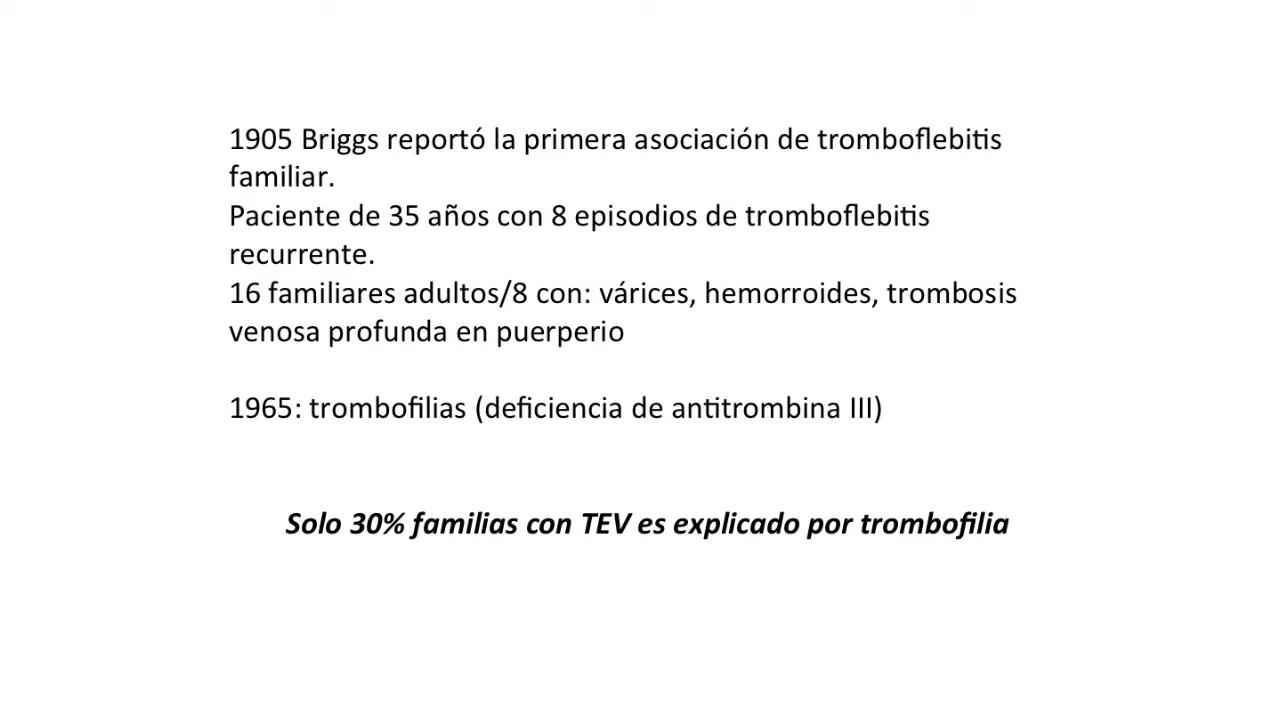 1905 Briggs reportó la primera asociación de tromboflebitis
familiar.
Paciente de 35 años con 8 episodios de tromboflebitis
recurrente.
16 familiares adultos/8 con: várices, hemorroides, trombosis
venosa profunda en puerperio
1965: trombofilias (deficiencia de antitrombina III)
Solo 30% familias con TEV es explicado por trombofilia